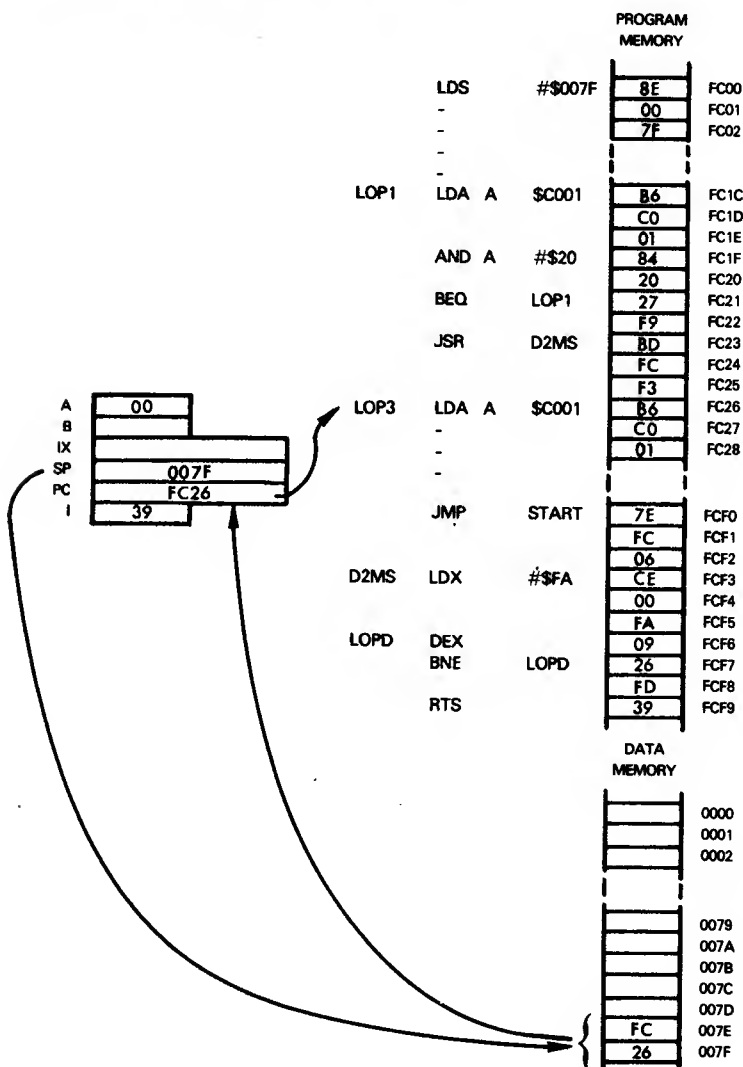 PROGRAM
MEMORY
LDS #$007F 8E FC00
- 00 FC01
- 7F FC02
-
-
LOP1 LDA A $C001 B6 FC1C
C0 FC1D
01 FC1E
AND A #$20 84 FC1F
20 FC20
BEQ LOP1 27 FC21
F9 FC22
JSR D2MS BD FC23
FC FC24
F3 FC25
LOP3 LDA A $C001 B6 FC26
- C0 FC27
- 01 FC28
-
A 00
B
IX
SP 007F
PC FC26
I 39
JMP START 7E FCF0
FC FCF1
06 FCF2
D2MS LDX #$FA CE FCF3
00 FCF4
FA FCF5
LOPD DEX 09 FCF6
BNE LOPD 26 FCF7
FD FCF8
RTS 39 FCF9
DATA
MEMORY
0000
0001
0002
0079
007A
007B
007C
007D
FC 007E
26 007F